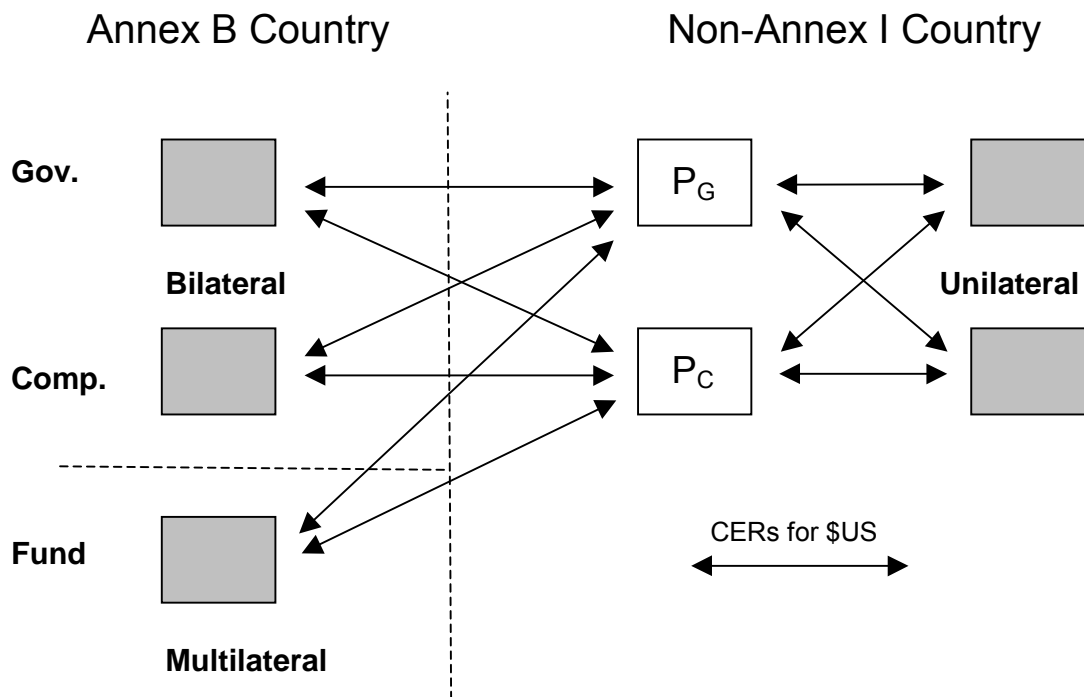 Annex B Country
Non-Annex I Country
Gov.
P_G
Bilateral
Unilateral
Comp.
P_C
CERs for $US
Fund
Multilateral